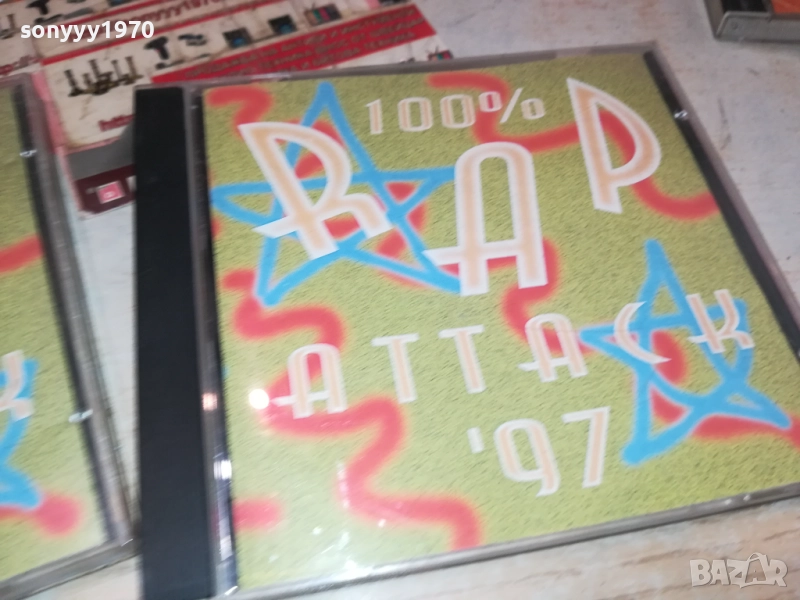 sonyyy1970
100%
RAP
ATTACK
'97
K
BAZAR